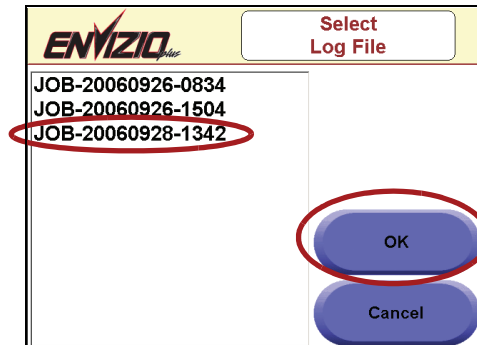 ENVIZIO plus
Select
Log File
JOB-20060926-0834
JOB-20060926-1504
JOB-20060928-1342
OK
Cancel